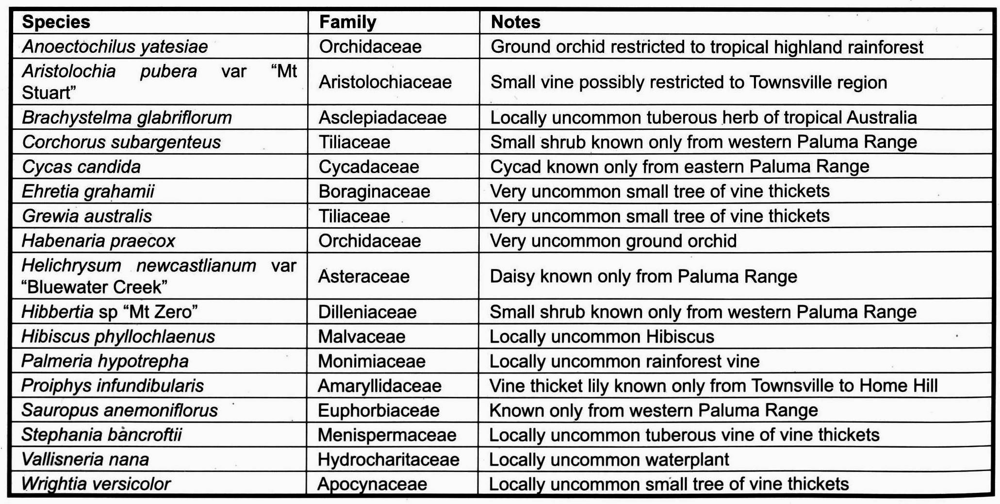 Species Family Notes
Anoectochilus yatesiae Orchidaceae Ground orchid restricted to tropical highland rainforest
Aristolochia pubera var “Mt
Stuart” Aristolochiaceae Small vine possibly restricted to Townsville region
Brachystelma glabriflorum Asclepiadaceae Locally uncommon tuberous herb of tropical Australia
Corchorus subargenteus Tiliaceae Small shrub known only from western Paluma Range
Cycas candida Cycadaceae Cycad known only from eastern Paluma Range
Ehretia grahamii Boraginaceae Very uncommon small tree of vine thickets
Grewia australis Tiliaceae Very uncommon small tree of vine thickets
Habenaria praecox Orchidaceae Very uncommon ground orchid
Helichrysum newcastlianum var
“Bluewater Creek” Asteraceae Daisy known only from Paluma Range
Hibbertia sp “Mt Zero” Dilleniaceae Small shrub known only from western Paluma Range
Hibiscus phyllochlaenus Malvaceae Locally uncommon Hibiscus
Palmeria hypotrepha Monimiaceae Locally uncommon rainforest vine
Proiphys infundibularis Amaryllidaceae Vine thicket lily known only from Townsville to Home Hill
Sauropus anemoniflorus Euphorbiaceae Known only from western Paluma Range
Stephania bancroftii Menispermaceae Locally uncommon tuberous vine of vine thickets
Vallisneria nana Hydrocharitaceae Locally uncommon waterplant
Wrightia versicolor Apocynaceae Locally uncommon small tree of vine thickets